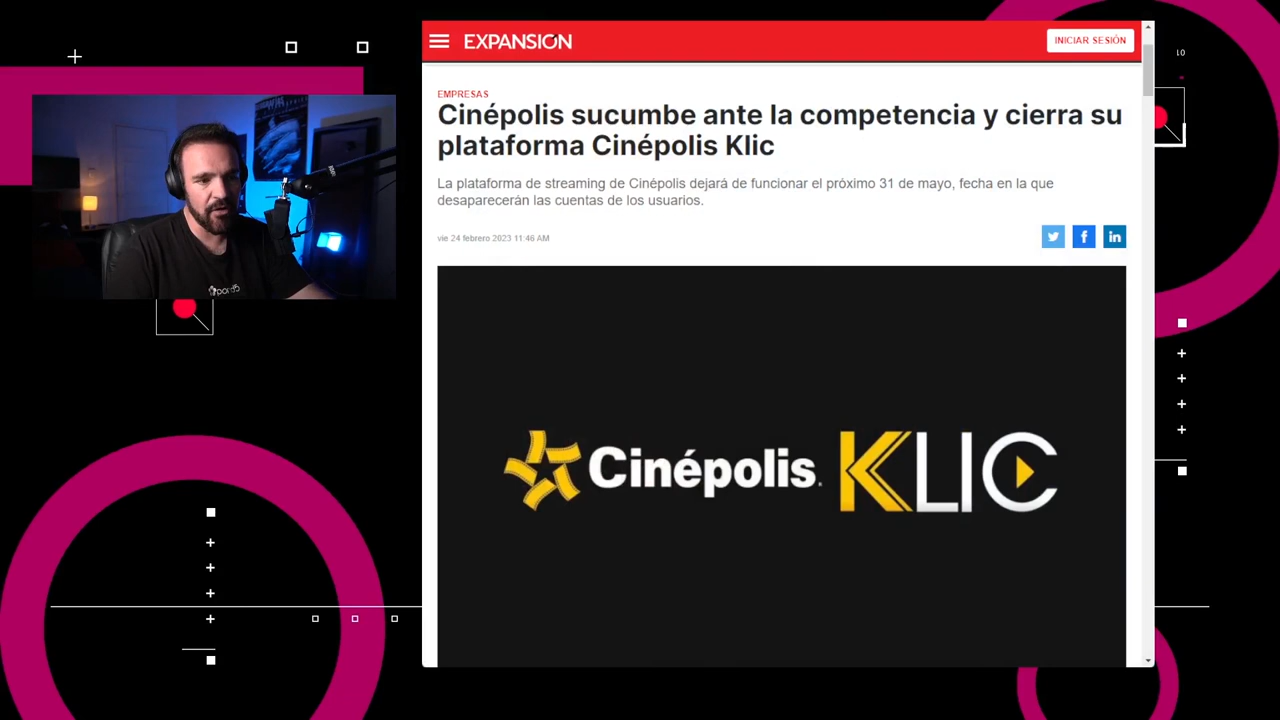 EXPANSIÓN
INICIAR SESIÓN
EMPRESAS
Cinépolis sucumbe ante la competencia y cierra su
plataforma Cinépolis Klic
La plataforma de streaming de Cinépolis dejará de funcionar el próximo 31 de mayo, fecha en la que
desaparecerán las cuentas de los usuarios.
vie 24 febrero 2023 11:46 AM
Cinépolis. KLIC
10